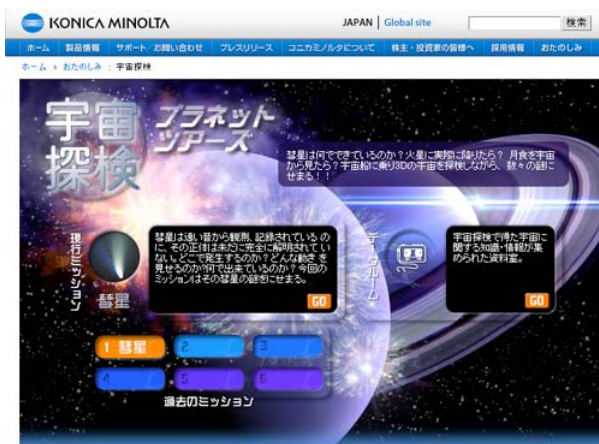 KONICA MINOLTA
JAPAN | Global site
検索
ホーム 製品情報 サポート/お問い合わせ プレスリリース コニカミノルタについて 株主・投資家の皆様へ 採用情報 おたのしみ
ホーム > おたのしみ : 宇宙探検
宇宙
探検
プラネット
ツアーズ
彗星は何でできているのか？火星に実際に降りたら？ 月食を宇宙
から見たら？宇宙船に乗り3Dの宇宙を探検しながら、数々の謎に
せまる！！
現行ミッション
彗星
彗星は遠い昔から観測、記録されているの
に、その正体は未だに完全に解明されてい
ない。どこで発生するのか？どんな動きを
見せるのか？何で出来ているのか？今回の
ミッションはその彗星の謎にせまる。
GO
データルーム
宇宙探検で得た宇宙に
関する知識・情報が集
められた資料室。
GO
1 彗星 2 3
4 5 6
過去のミッション